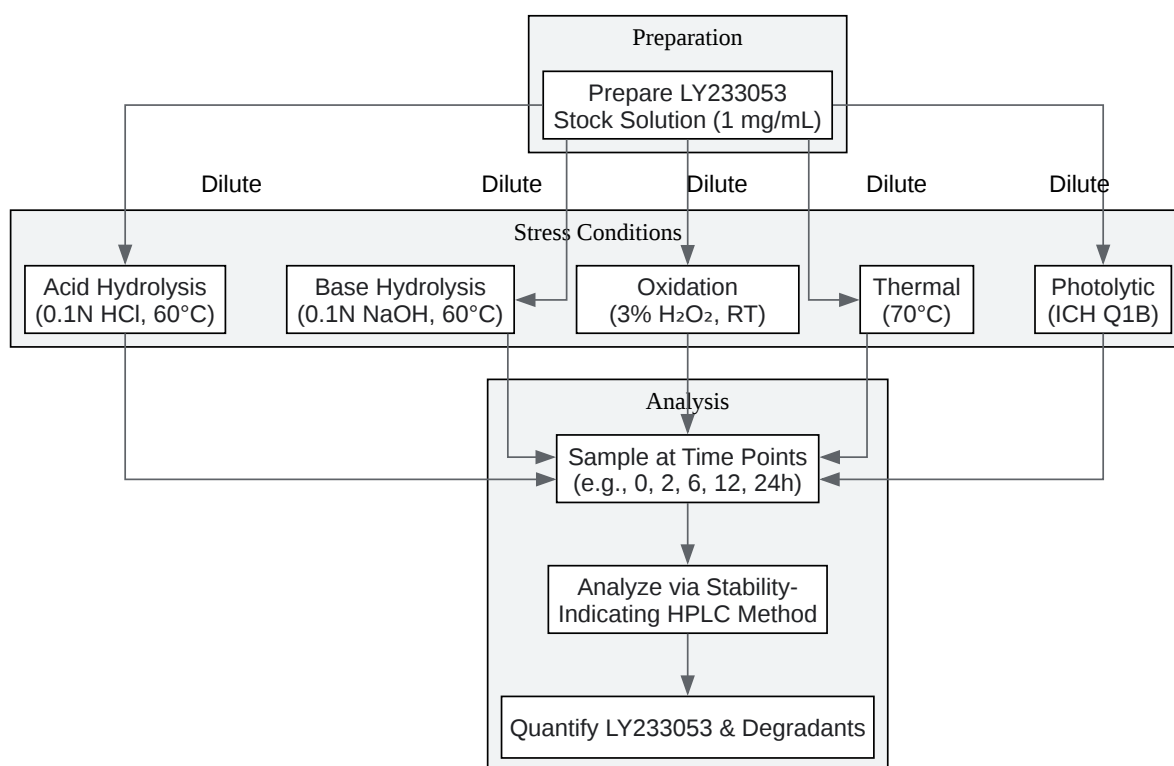 Preparation
Prepare LY233053
Stock Solution (1 mg/mL)
Dilute
Dilute
Dilute
Dilute
Dilute
Stress Conditions
Acid Hydrolysis
(0.1N HCl, 60°C)
Base Hydrolysis
(0.1N NaOH, 60°C)
Oxidation
(3% H₂O₂, RT)
Thermal
(70°C)
Photolytic
(ICH Q1B)
Analysis
Sample at Time Points
(e.g., 0, 2, 6, 12, 24h)
Analyze via Stability-
Indicating HPLC Method
Quantify LY233053 & Degradants